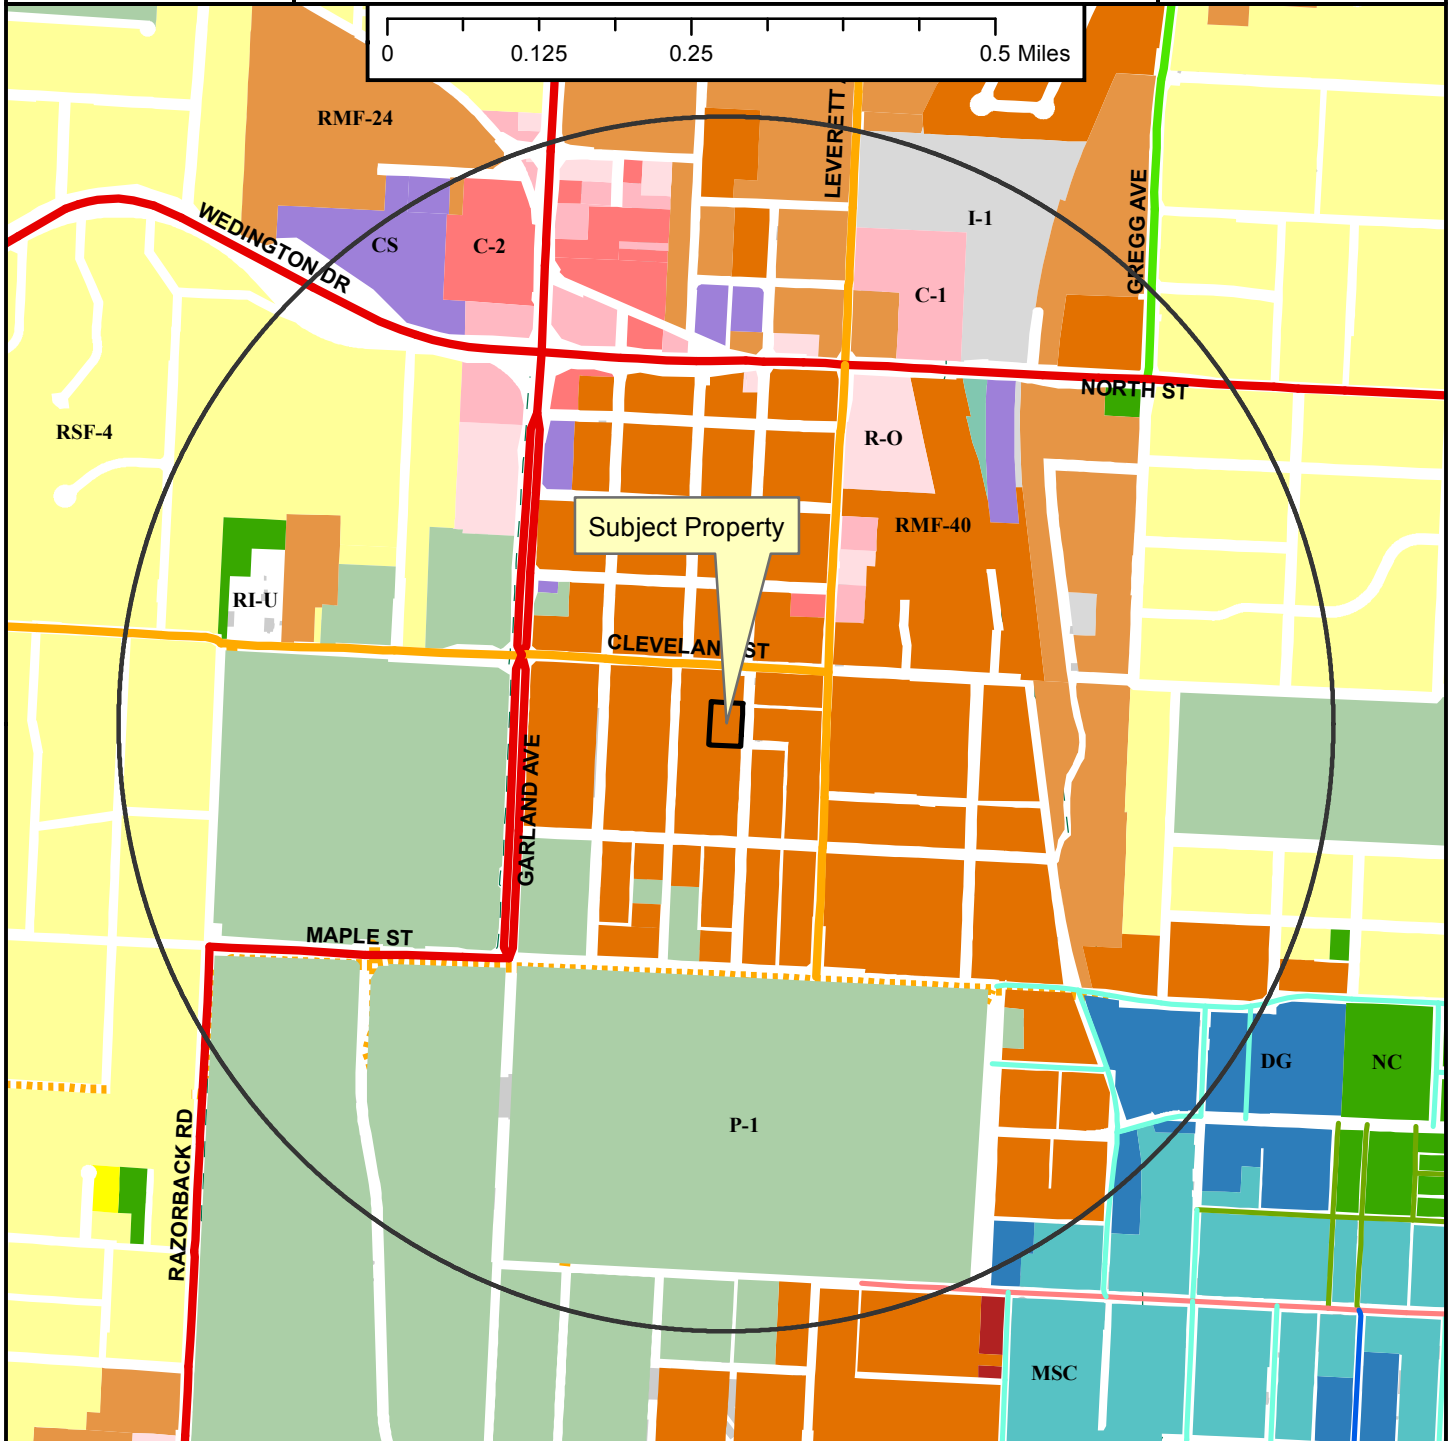 0 0.125 0.25 0.5 Miles
RMF-24
LEVERETT
WEDINGTON DR
CS
C-2
I-1
GREGG AVE
C-1
NORTH ST
RSF-4
R-O
Subject Property
RMF-40
RI-U
CLEVELAND ST
GARLAND AVE
MAPLE ST
DG
NC
P-1
RAZORBACK RD
MSC